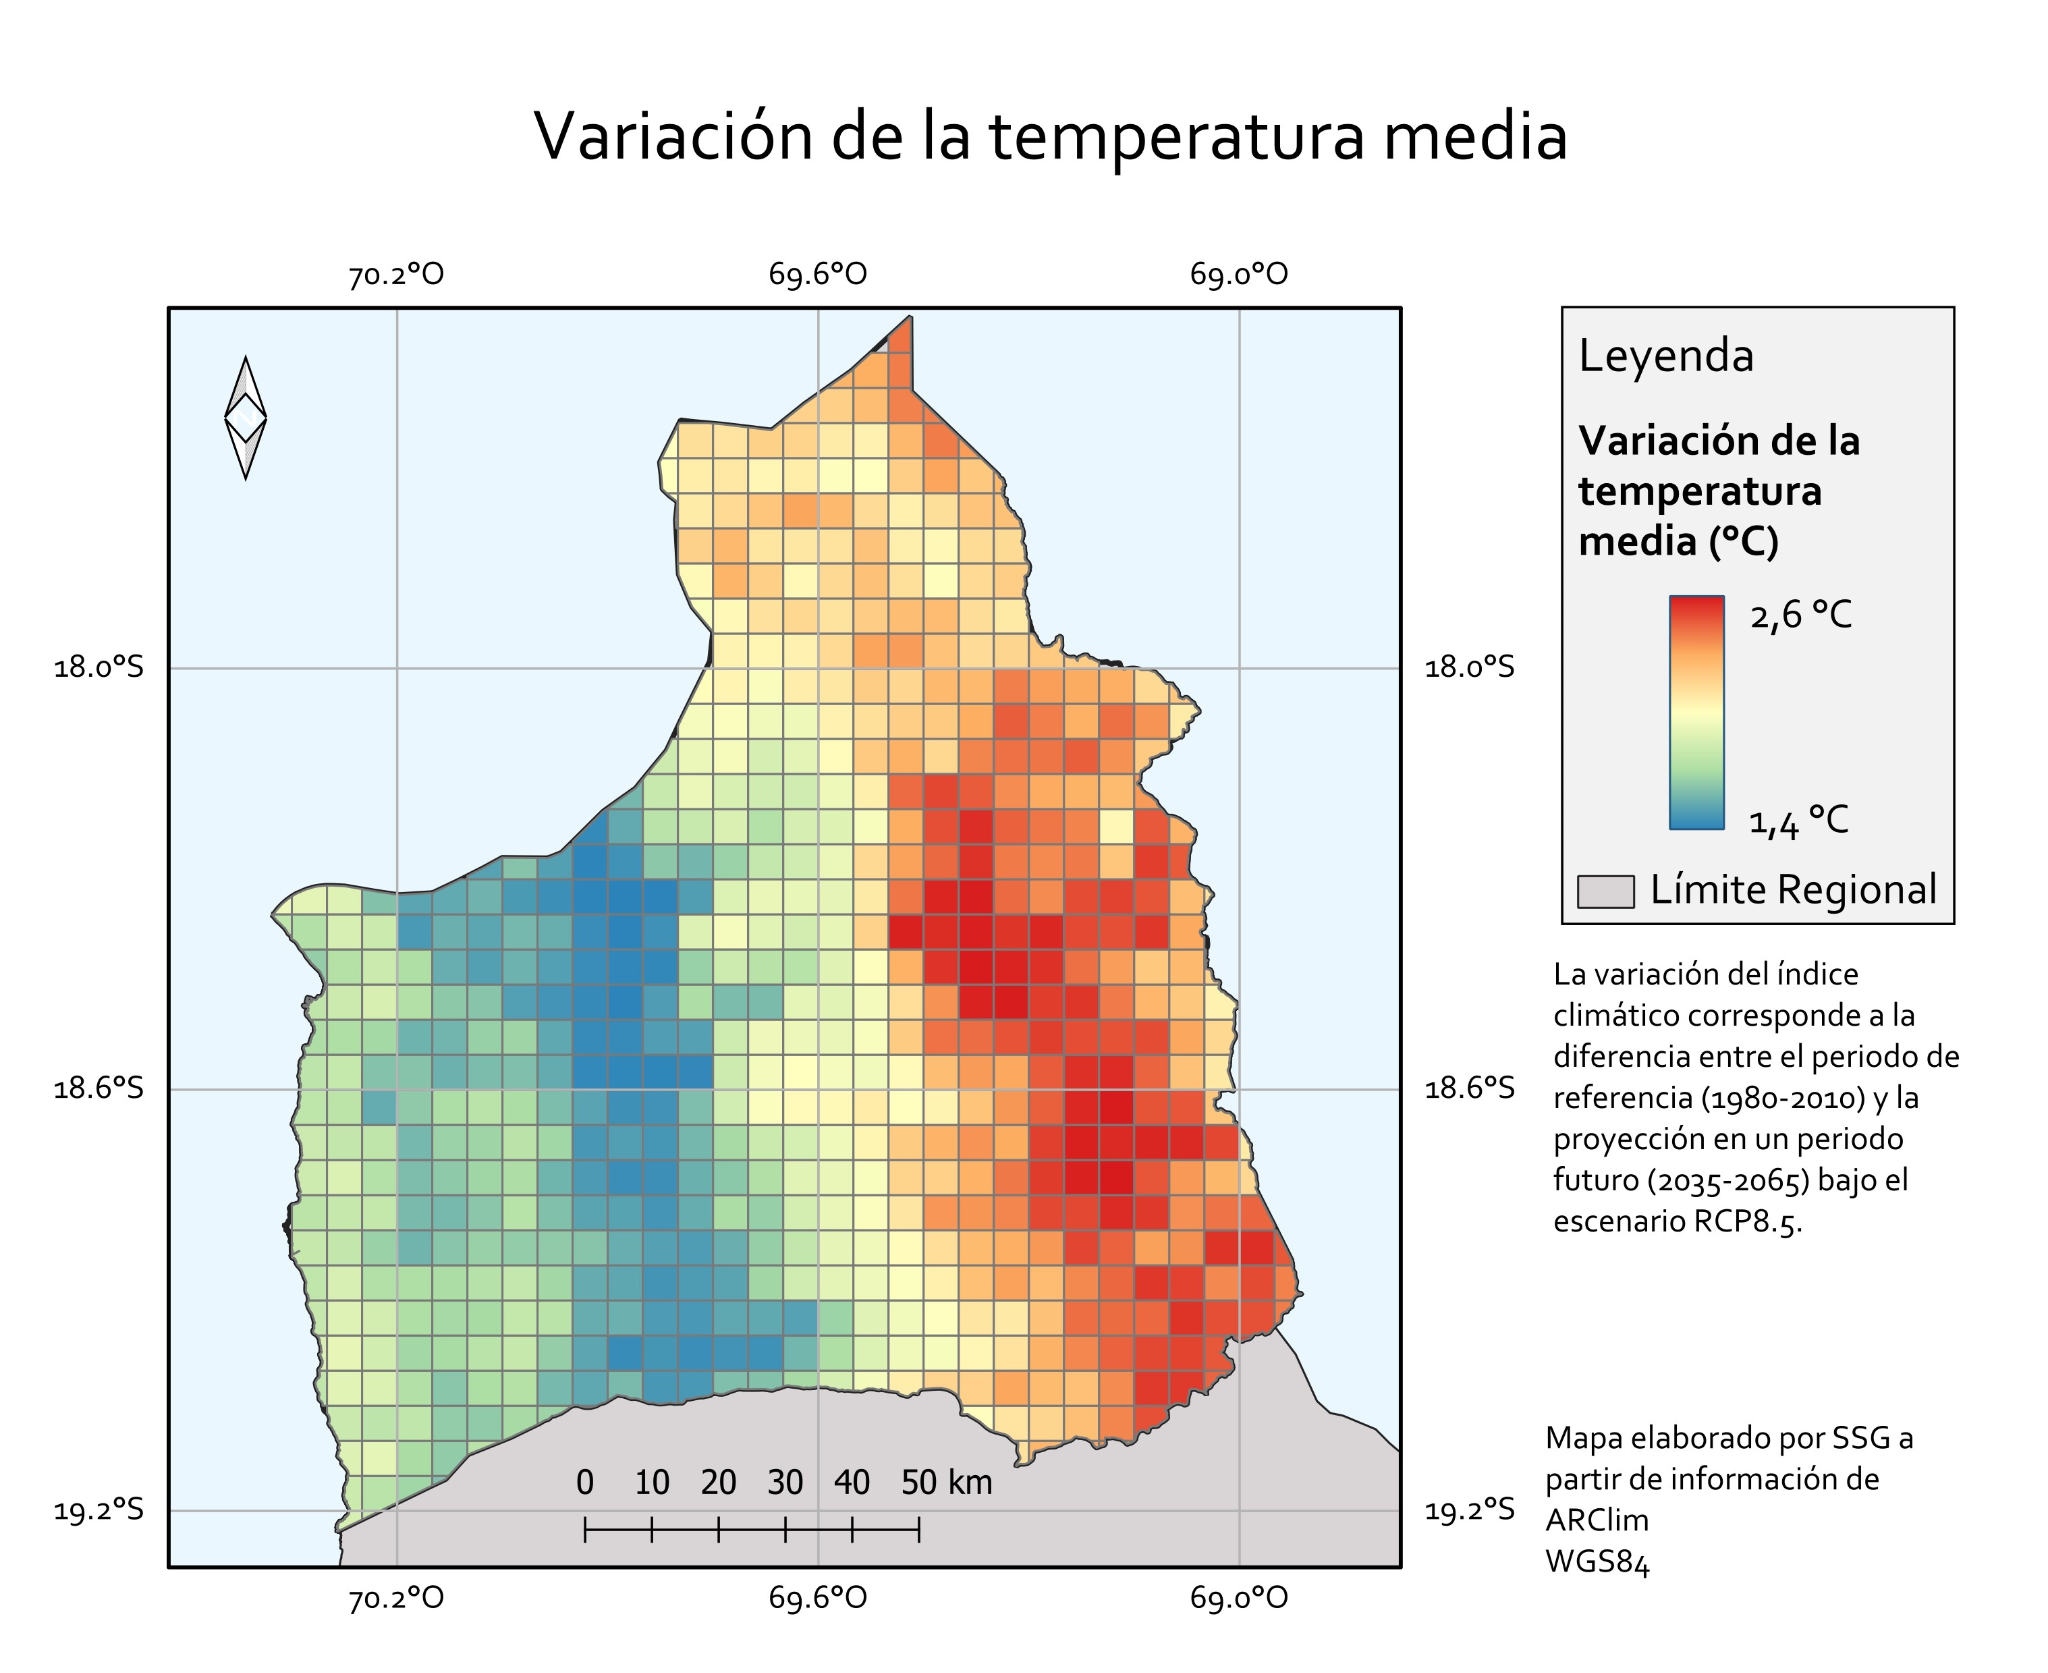 Variación de la temperatura media
70.2°O 69.6°O 69.0°O
Leyenda
Variación de la
temperatura
media (°C)
2,6 °C
1,4 °C
Límite Regional
18.0°S 18.0°S
La variación del índice
climático corresponde a la
diferencia entre el periodo de
referencia (1980-2010) y la
proyección en un periodo
futuro (2035-2065) bajo el
escenario RCP8.5.
18.6°S 18.6°S
Mapa elaborado por SSG a
partir de información de
ARClim
WGS84
0 10 20 30 40 50 km
19.2°S 19.2°S
70.2°O 69.6°O 69.0°O